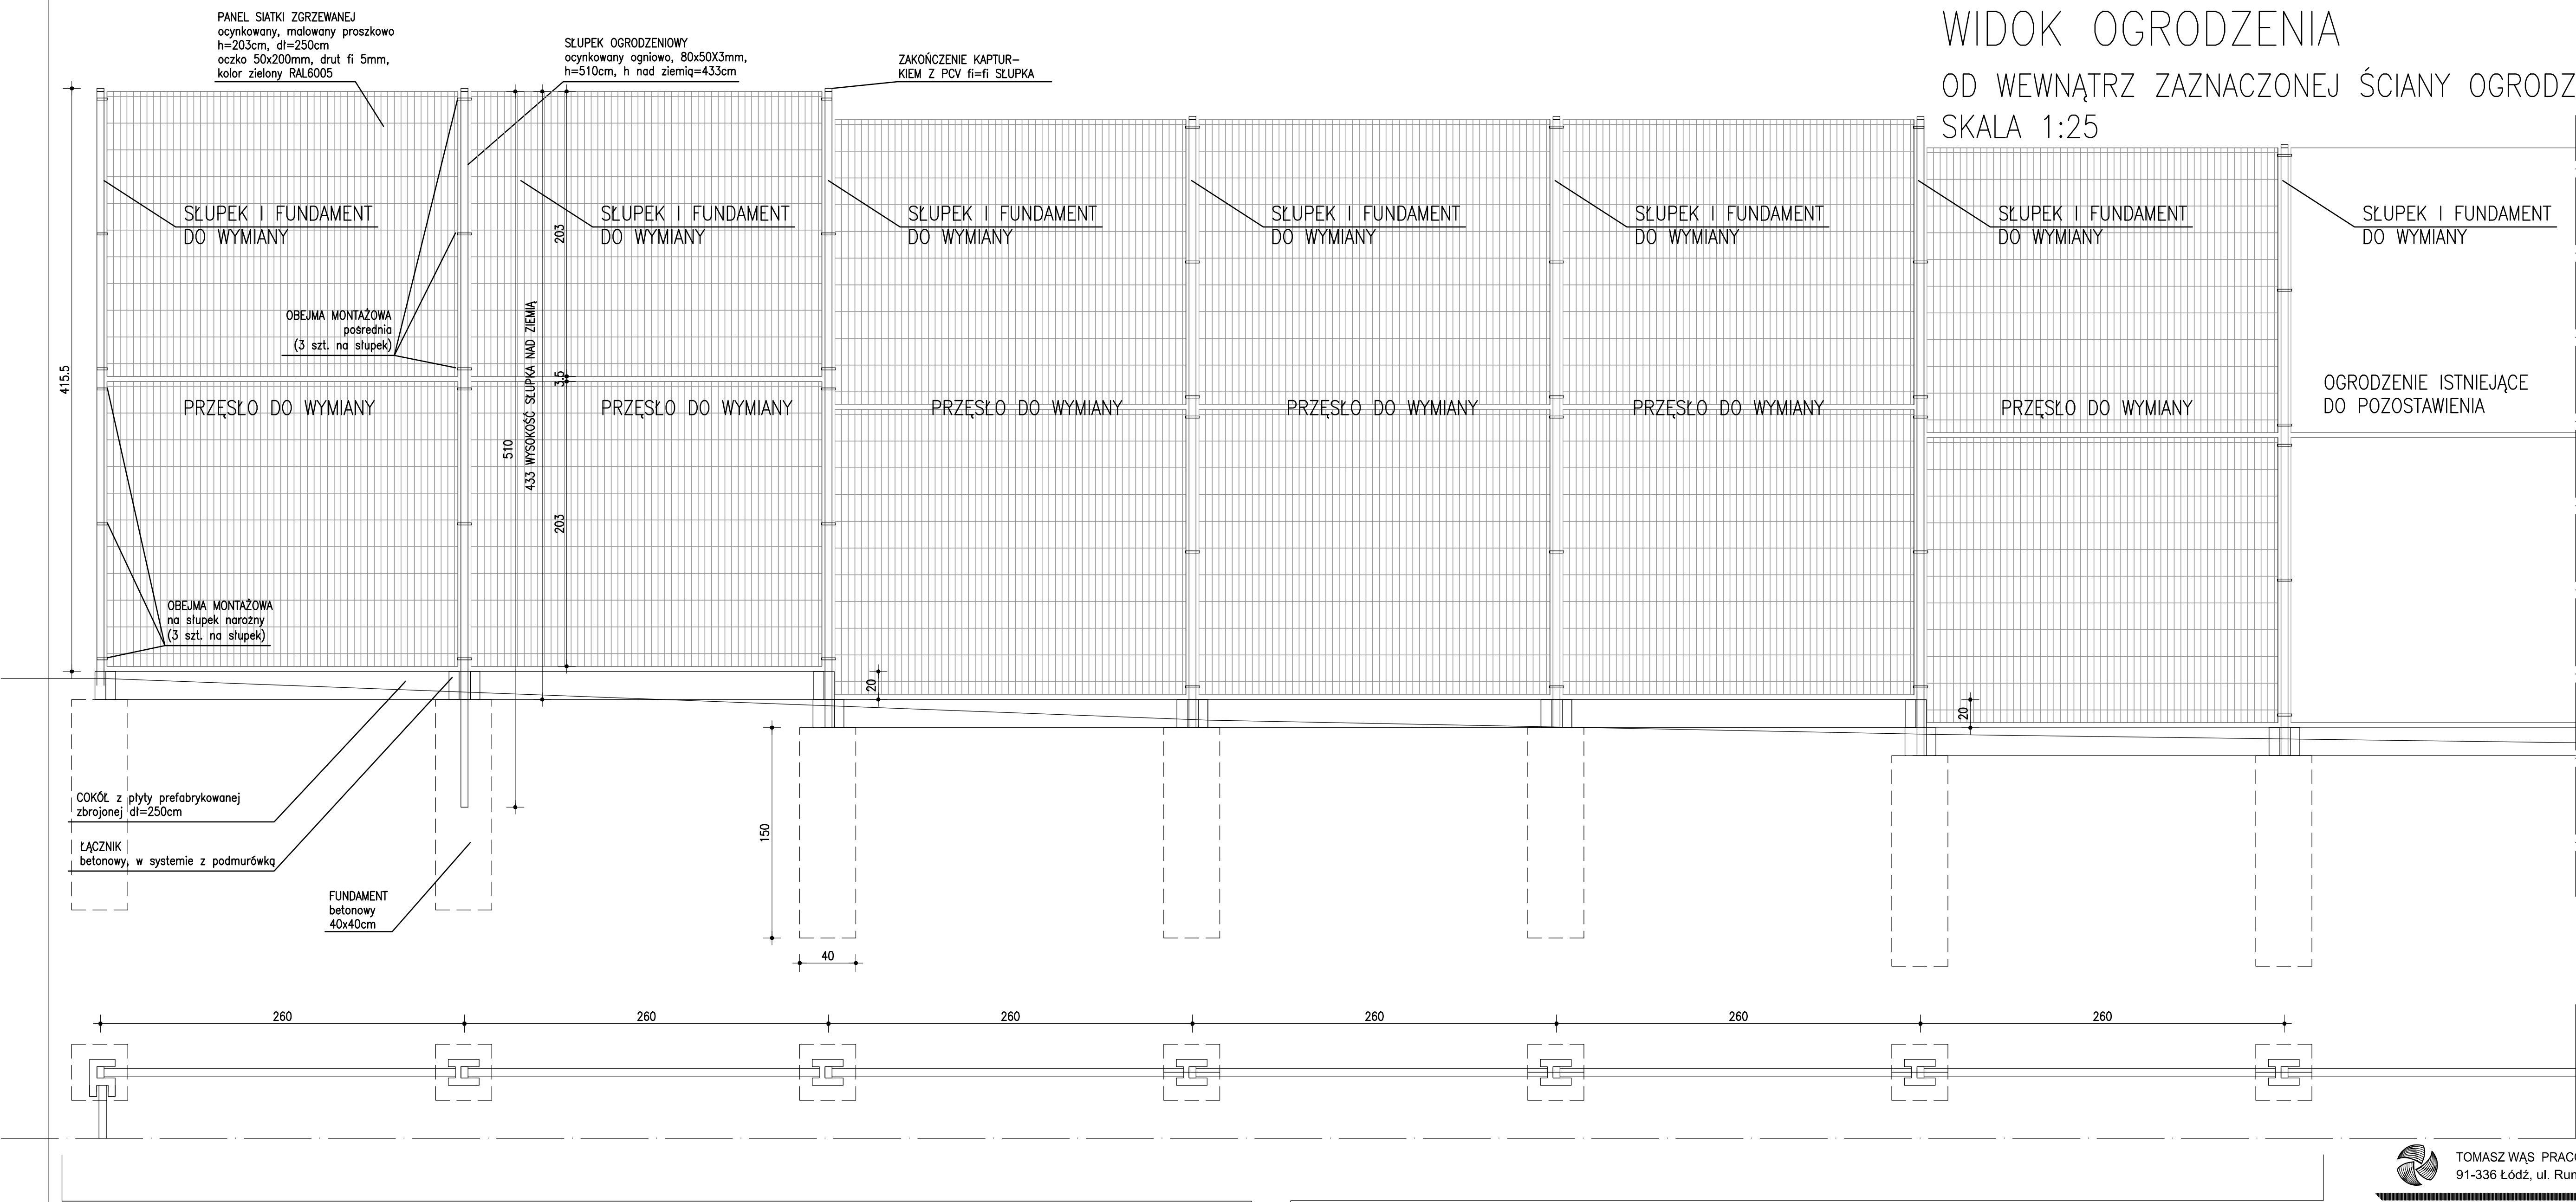 WIDOK OGRODZENIA
OD WEWNĄTRZ ZAZNACZONEJ ŚCIANY OGRODZ
SKALA 1:25
PANEL SIATKI ZGRZEWANEJ
ocynkowany, malowany proszkowo
h=203cm, dł=250cm
oczko 50x200mm, drut fi 5mm,
kolor zielony RAL6005
SŁUPEK OGRODZENIOWY
ocynkowany ogniowo, 80x50X3mm,
h=510cm, h nad ziemią=433cm
ZAKOŃCZENIE KAPTUR-
KIEM Z PCV fi=fi SŁUPKA
SŁUPEK I FUNDAMENT
DO WYMIANY
SŁUPEK I FUNDAMENT
DO WYMIANY
SŁUPEK I FUNDAMENT
DO WYMIANY
SŁUPEK I FUNDAMENT
DO WYMIANY
SŁUPEK I FUNDAMENT
DO WYMIANY
SŁUPEK I FUNDAMENT
DO WYMIANY
SŁUPEK I FUNDAMENT
DO WYMIANY
203
OBEJMA MONTAŻOWA
pośrednia
(3 szt. na słupek)
415.5
3.5
433 WYSOKOŚĆ SŁUPKA NAD ZIEMIĄ
510
203
PRZĘSŁO DO WYMIANY
PRZĘSŁO DO WYMIANY
PRZĘSŁO DO WYMIANY
PRZĘSŁO DO WYMIANY
PRZĘSŁO DO WYMIANY
PRZĘSŁO DO WYMIANY
OGRODZENIE ISTNIEJĄCE
DO POZOSTAWIENIA
OBEJMA MONTAŻOWA
na słupek narożny
(3 szt. na słupek)
20
20
COKÓŁ z płyty prefabrykowanej
zbrojonej dł=250cm
ŁĄCZNIK
betonowy, w systemie z podmurówką
FUNDAMENT
betonowy
40x40cm
150
40
260
260
260
260
260
260
TOMASZ WĄS PRAC
91-336 Łódź, ul. Rur